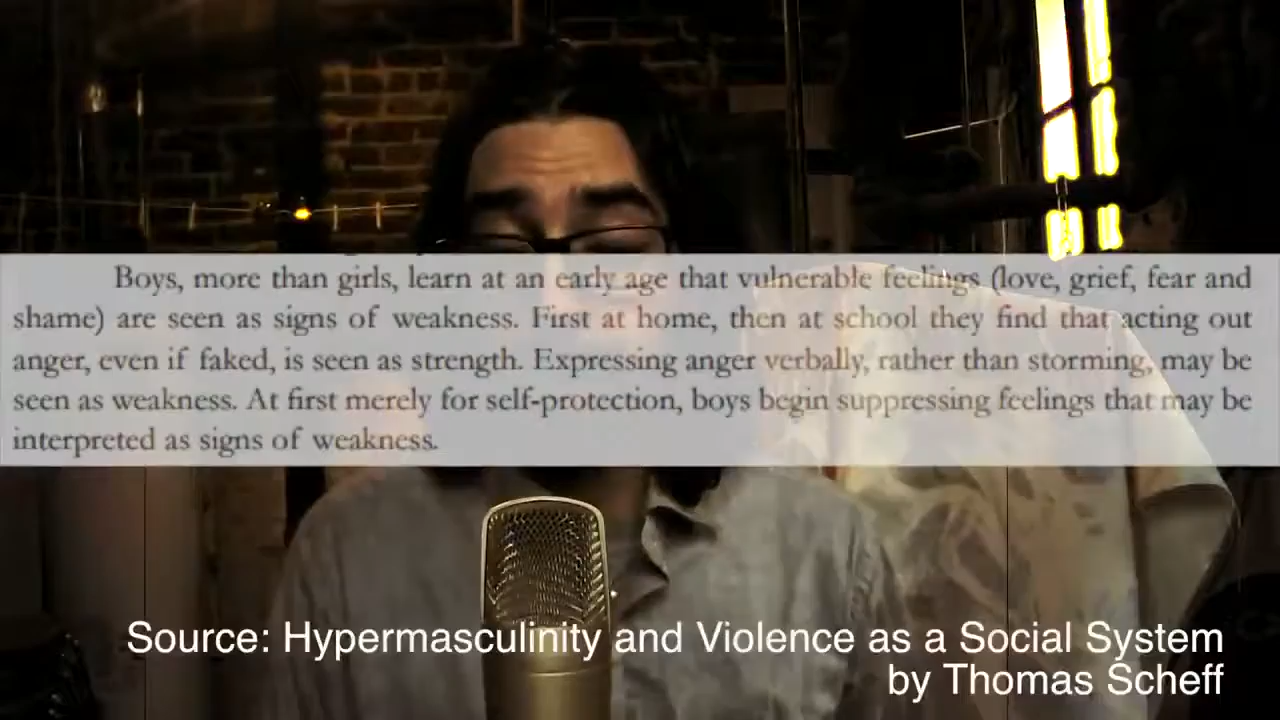 Boys, more than girls, learn at an early age that vulnerable feelings (love, grief, fear and
shame) are seen as signs of weakness. First at home, then at school they find that acting out
anger, even if faked, is seen as strength. Expressing anger verbally, rather than storming, may be
seen as weakness. At first merely for self-protection, boys begin suppressing feelings that may be
interpreted as signs of weakness.
Source: Hypermasculinity and Violence as a Social System
by Thomas Scheff